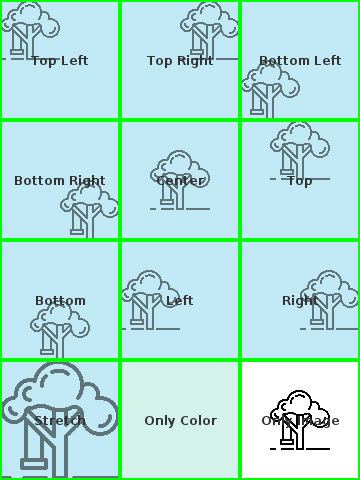 Top Left
Top Right
Bottom Left
Bottom Right
Center
Top
Bottom
Left
Right
Stretch
Only Color
Only Image